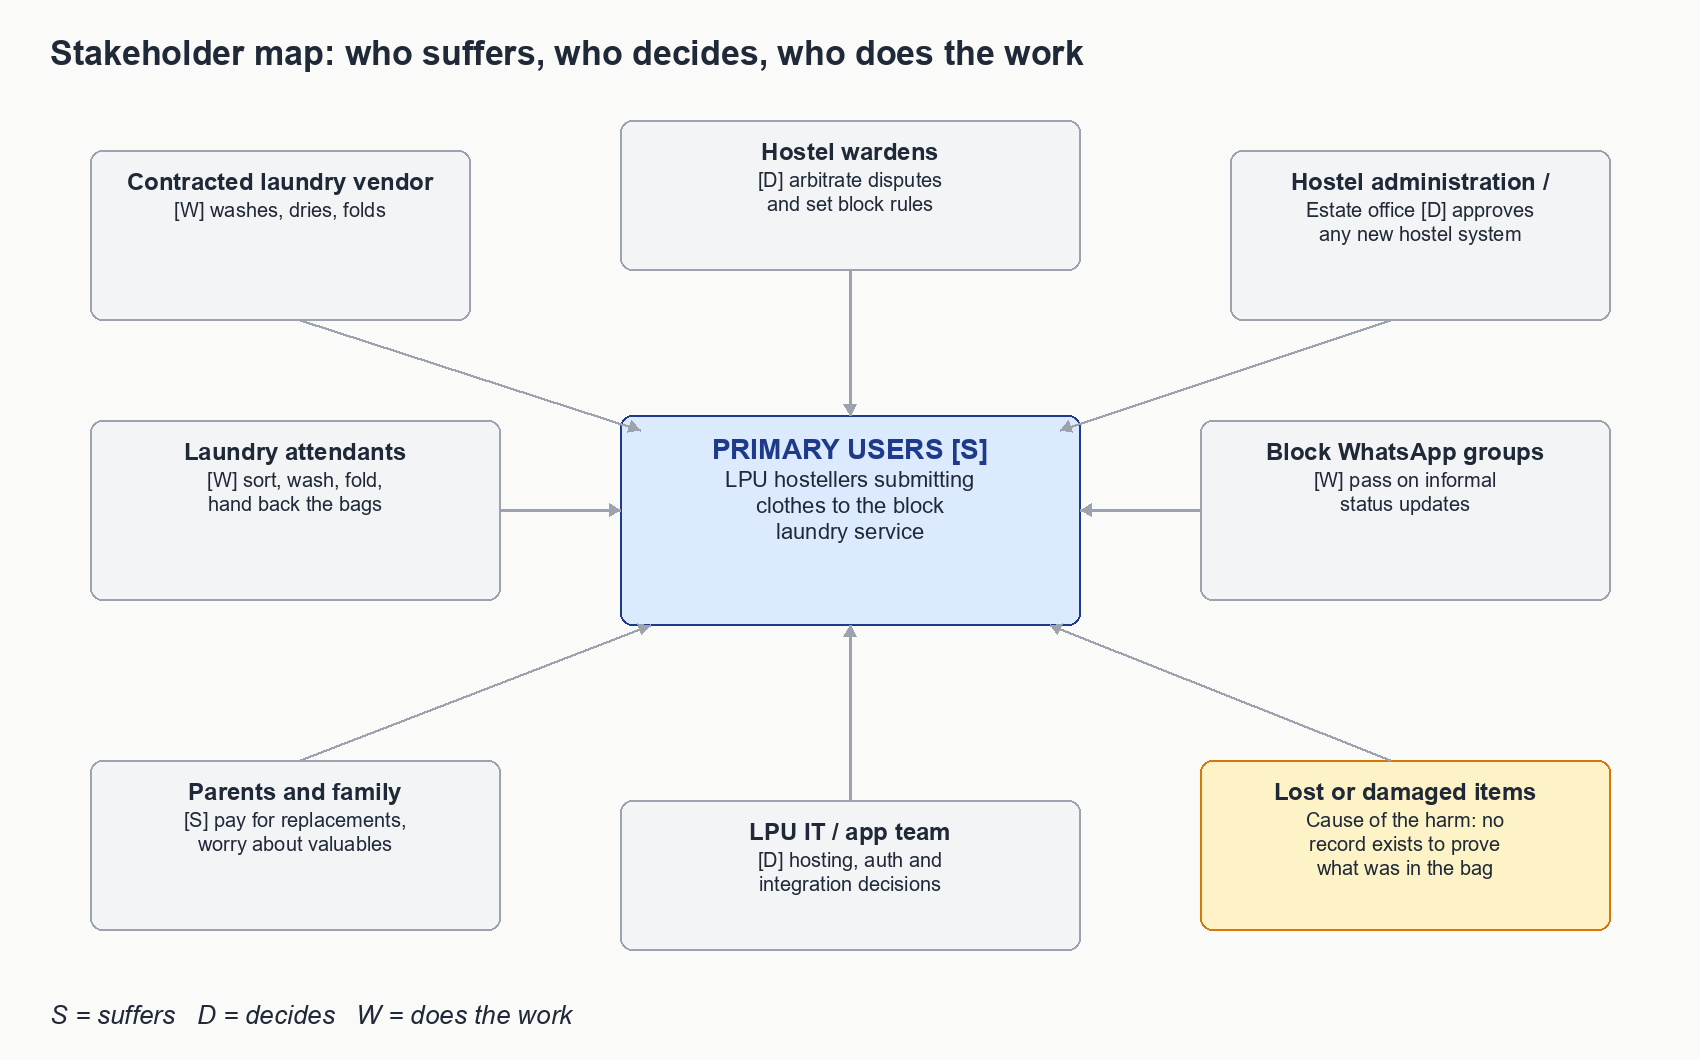 Stakeholder map: who suffers, who decides, who does the work
Contracted laundry vendor
[W] washes, dries, folds
Hostel wardens
[D] arbitrate disputes
and set block rules
Hostel administration /
Estate office [D] approves
any new hostel system
Laundry attendants
[W] sort, wash, fold,
hand back the bags
PRIMARY USERS [S]
LPU hostellers submitting
clothes to the block
laundry service
Block WhatsApp groups
[W] pass on informal
status updates
Parents and family
[S] pay for replacements,
worry about valuables
LPU IT / app team
[D] hosting, auth and
integration decisions
Lost or damaged items
Cause of the harm: no
record exists to prove
what was in the bag
S = suffers   D = decides   W = does the work